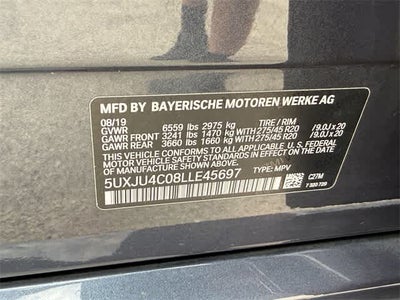 MFD BY BAYERISCHE MOTOREN WERKE AG
08/19 TIRE / RIM
GVWR 6559 lbs 2975 kg
GAWR FRONT 3241 lbs 1470 kg WITH 275/45 R20 /9.0J x 20
GAWR REAR 3660 lbs 1660 kg WITH 275/45 R20 /9.0J x 20
THIS VEHICLE CONFORMS TO ALL APPLICABLE FEDERAL
MOTOR VEHICLE SAFETY STANDARDS IN EFFECT ON THE
DATE OF MANUFACTURE SHOWN ABOVE.
5UXJU4C08LLE45697 TYPE: MPV C27M